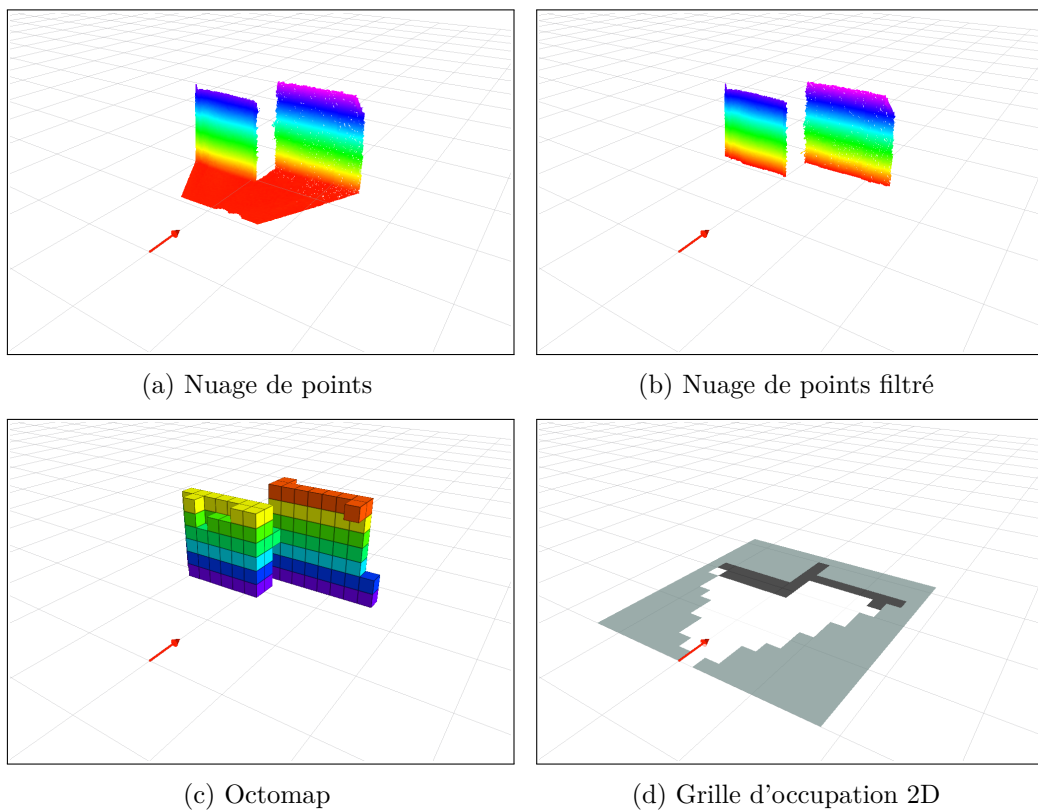 (a) Nuage de points
(b) Nuage de points filtré
(c) Octomap
(d) Grille d'occupation 2D